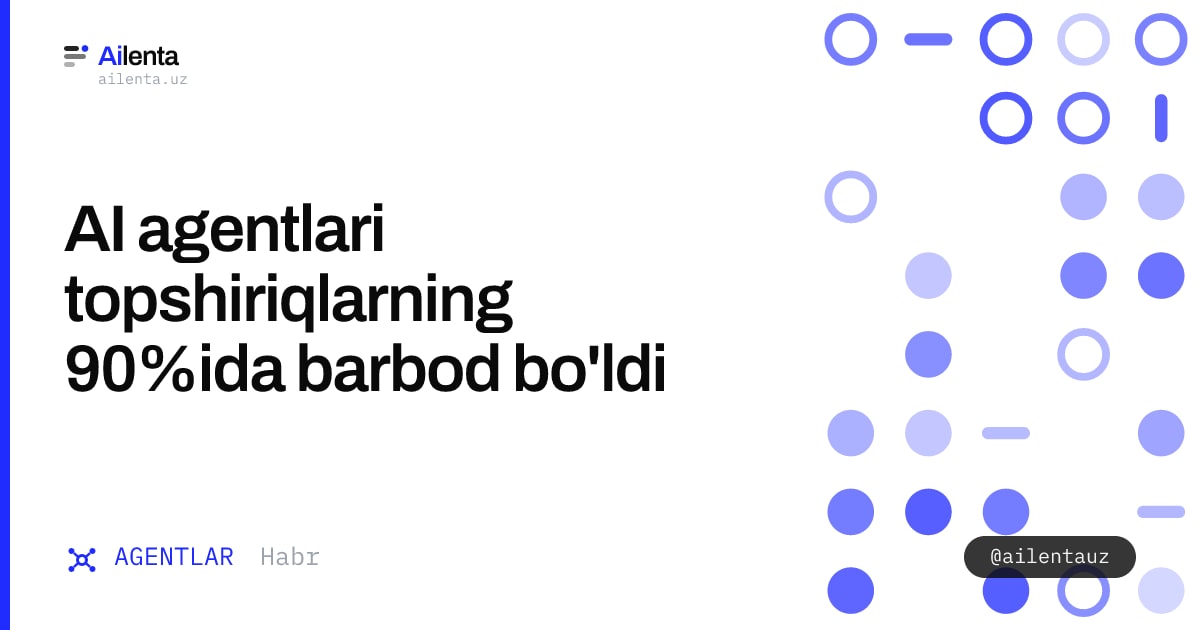 Ailenta
ailenta.uz
AI agentlari
topshiriqlarning
90%ida barbod bo'ldi
AGENTLAR Habr
@ailentauz